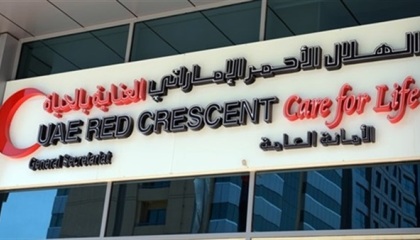 الهلال الأحمر الإماراتي العناية بالحياة
UAE RED CRESCENT Care for Life
General Secretariat الأمانة العامة